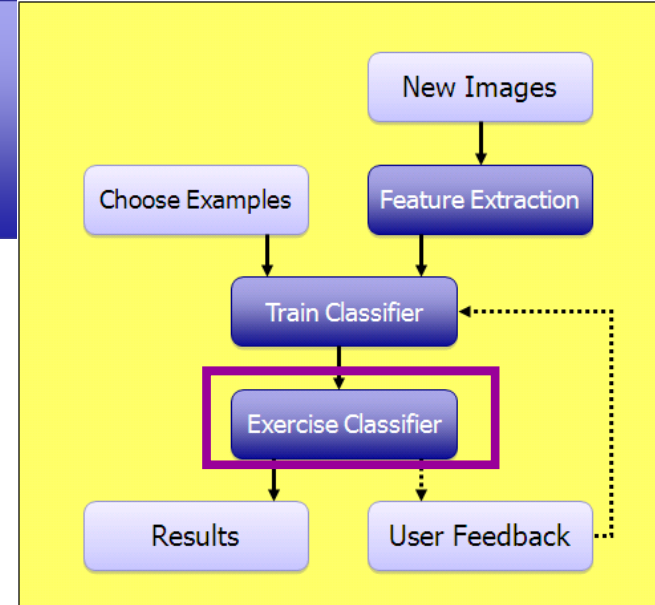 New Images
Choose Examples
Feature Extraction
Train Classifier
Exercise Classifier
Results
User Feedback